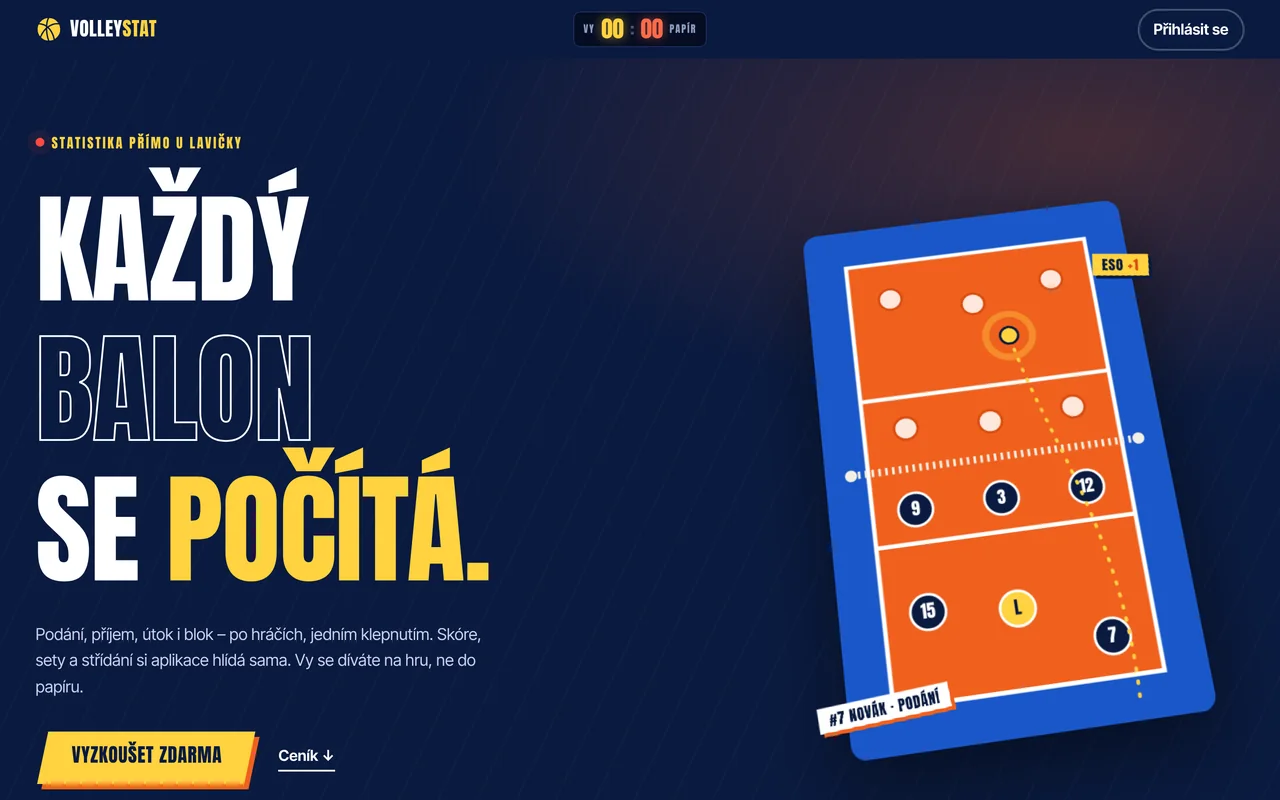 VOLLEYSTAT
VY 00 : 00 PAPÍR
Přihlásit se
STATISTIKA PŘÍMO U LAVIČKY
KAŽDÝ
BALON
SE POČÍTÁ.
Podání, příjem, útok i blok – po hráčích, jedním klepnutím. Skóre,
sety a střídání si aplikace hlídá sama. Vy se díváte na hru, ne do
papíru.
VYZKOUŠET ZDARMA
Ceník ↓
ESO +1
9
3
12
15
L
7
#7 NOVÁK · PODÁNÍ